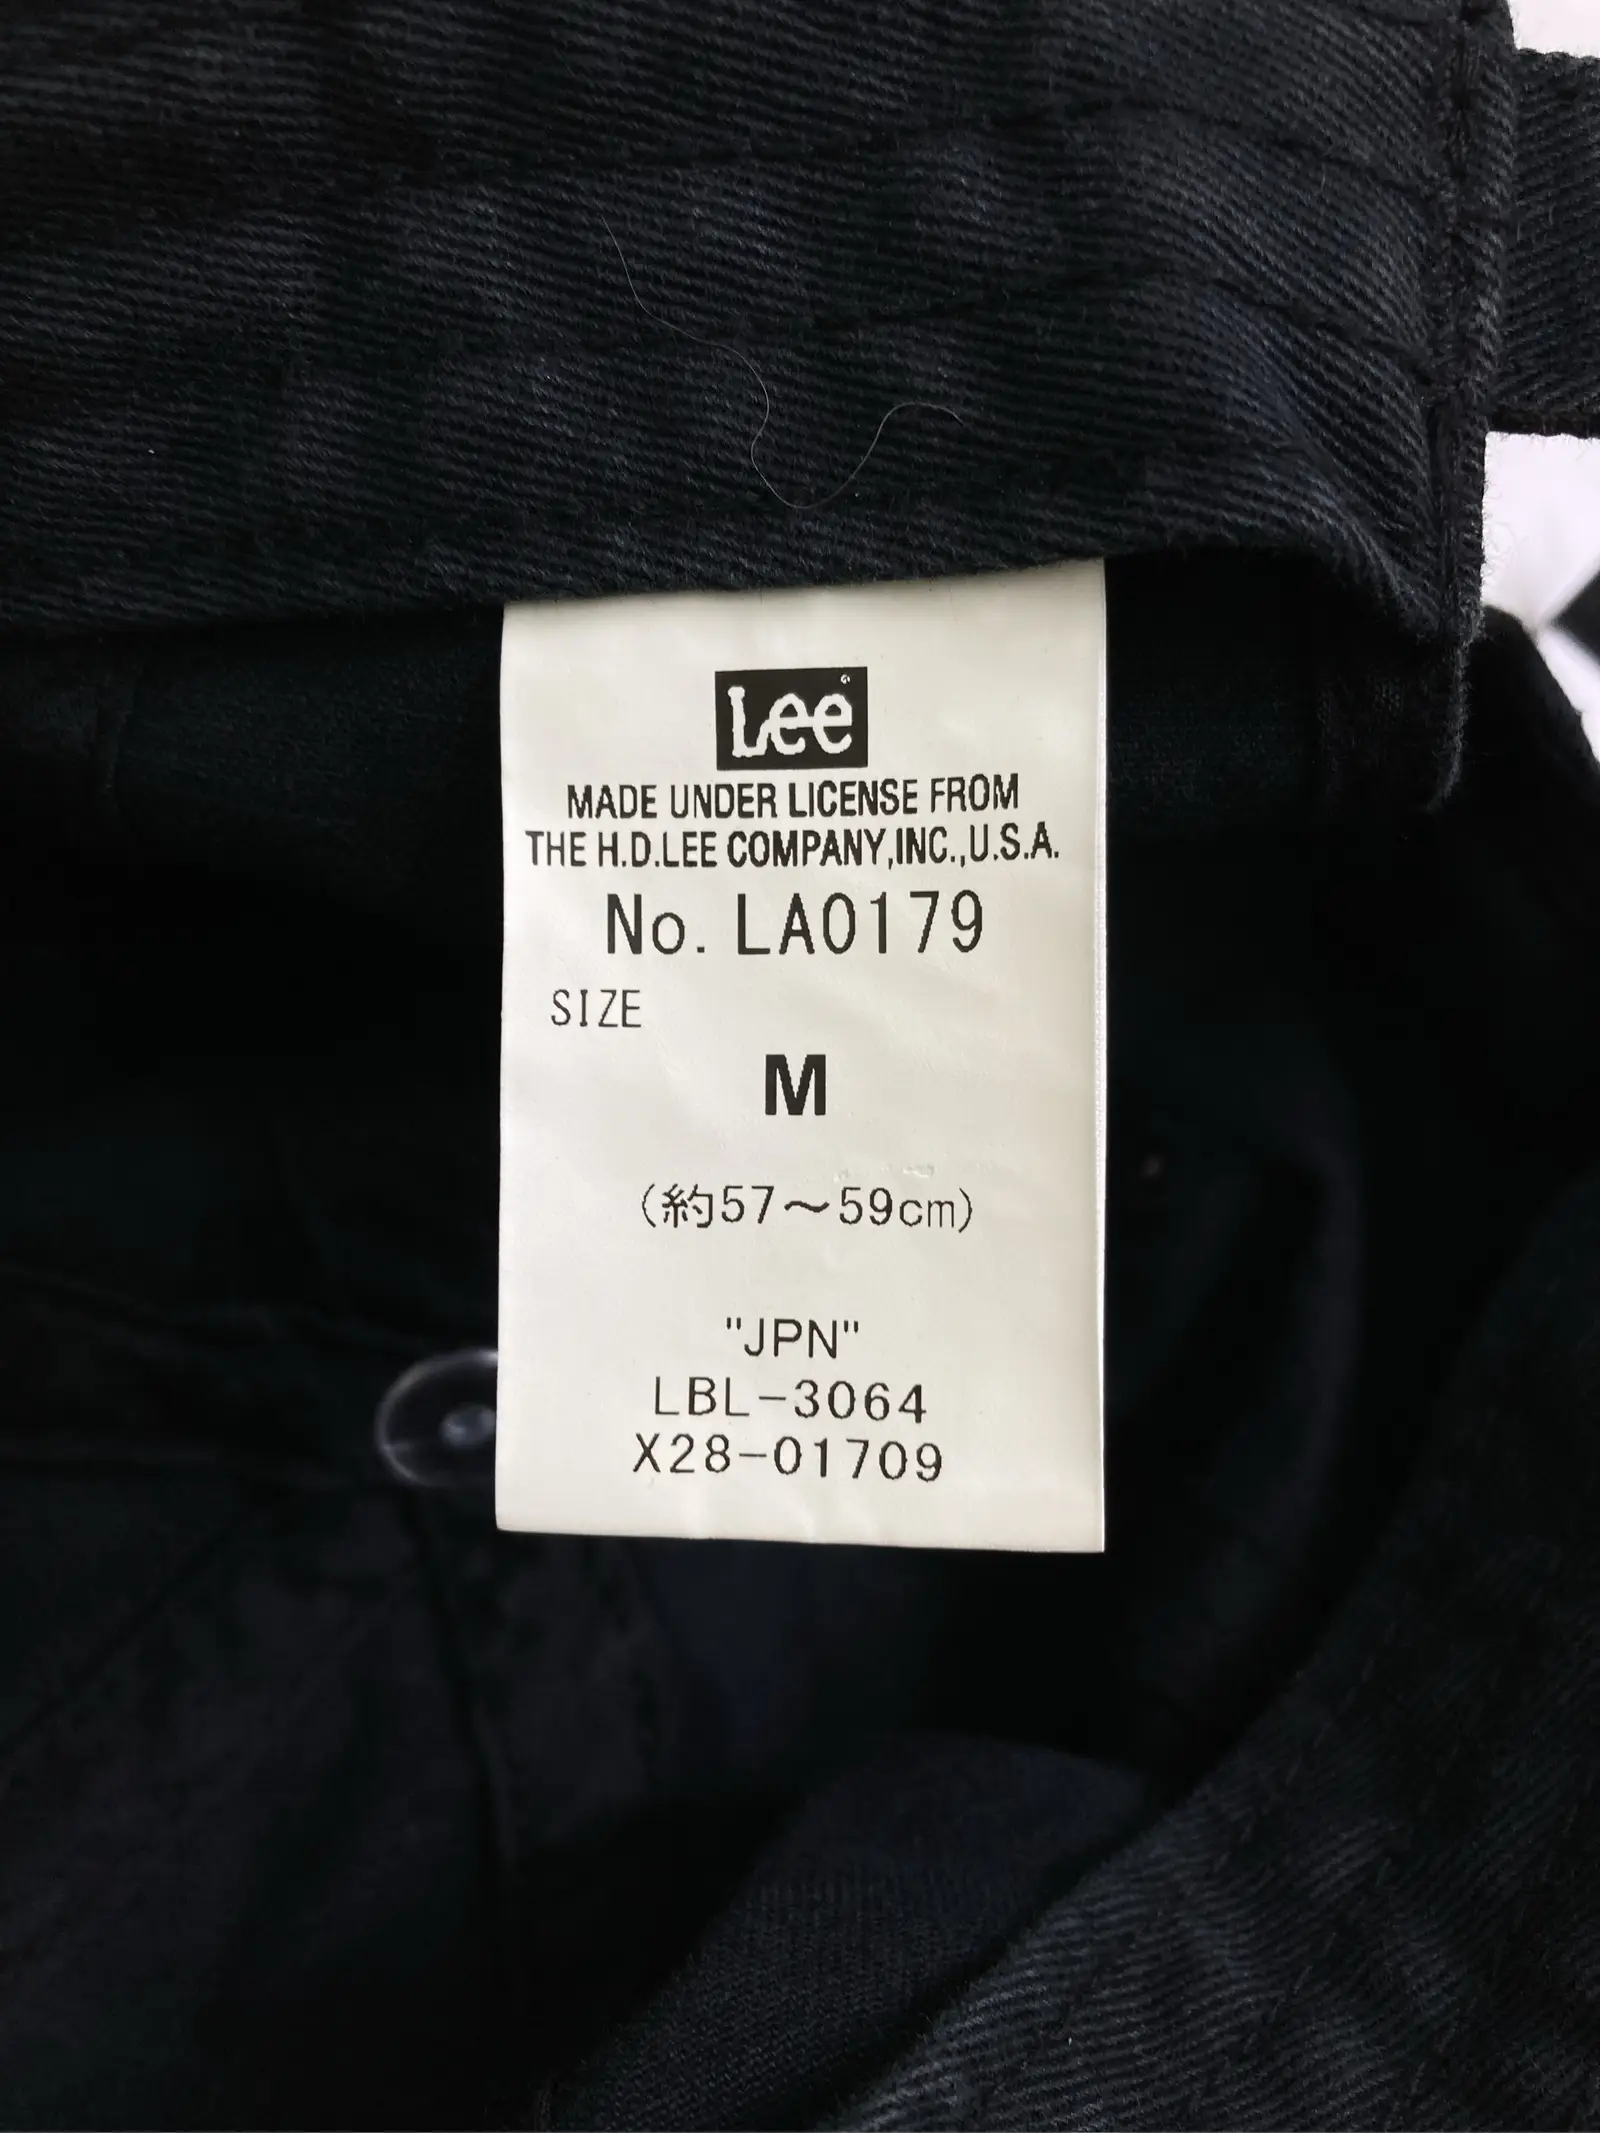 Lee
MADE UNDER LICENSE FROM
THE H.D.LEE COMPANY,INC.,U.S.A.
No. LA0179
SIZE
M
(約57〜59cm)
"JPN"
LBL-3064
X28-01709